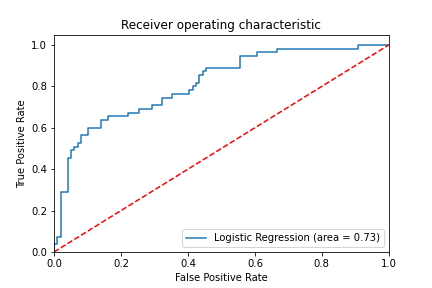 Receiver operating characteristic
True Positive Rate
1.0
0.8
0.6
0.4
0.2
0.0
Logistic Regression (area = 0.73)
0.0 0.2 0.4 0.6 0.8 1.0
False Positive Rate